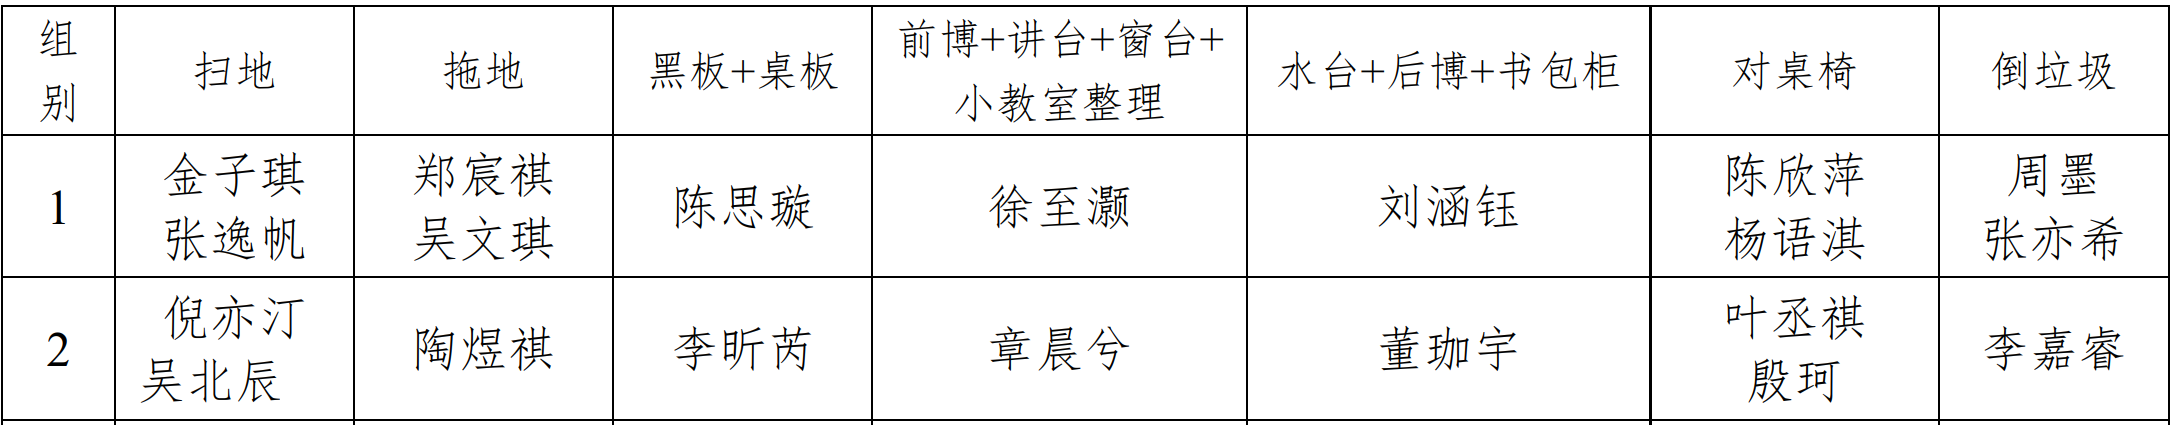 组别
扫地
拖地
黑板+桌板
前博+讲台+窗台+
小教室整理
水台+后博+书包柜
对桌椅
倒垃圾
1
金子琪
张逸帆
郑宸祺
吴文琪
陈思璇
徐至灏
刘涵钰
陈欣萍
杨语淇
周墨
张亦希
2
倪亦汀
吴北辰
陶煜祺
李昕芮
章晨兮
董珈宇
叶丞祺
殷珂
李嘉睿